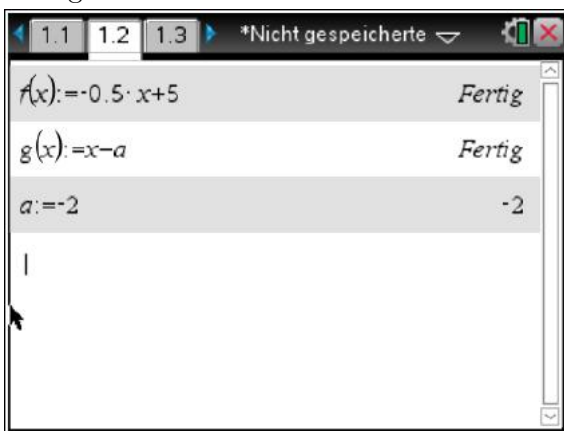 1.1 1.2 1.3 *Nicht gespeicherte
f(x):=-0.5· x+5 Fertig
g(x):=x−a Fertig
a:=-2 -2